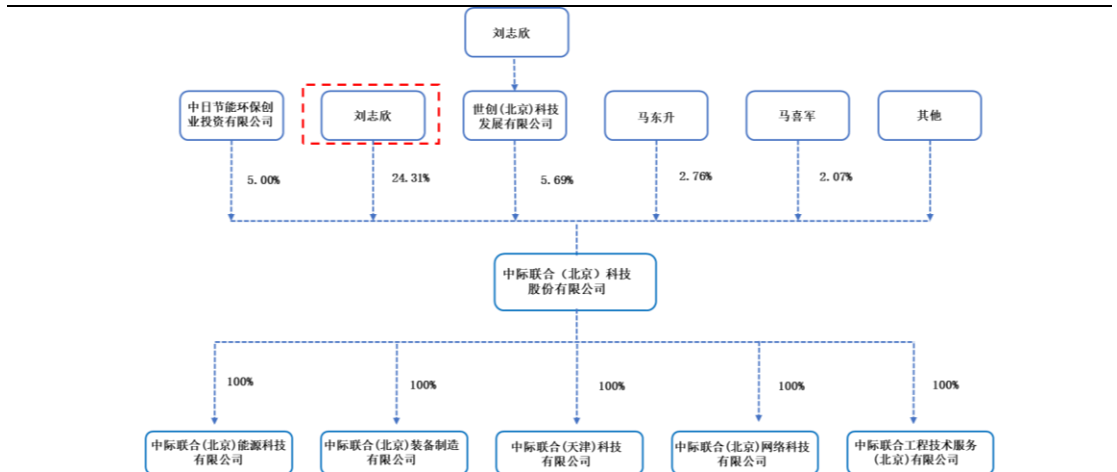 刘志欣
中日节能环保创
业投资有限公司
刘志欣
世创(北京)科技
发展有限公司
马东升
马喜军
其他
5.00%
24.31%
5.69%
2.76%
2.07%
中际联合（北京）科技
股份有限公司
100%
100%
100%
100%
100%
中际联合(北京)能源科技
有限公司
中际联合(北京)装备制造
有限公司
中际联合(天津)科技
有限公司
中际联合(北京)网络科技
有限公司
中际联合工程技术服务
(北京)有限公司